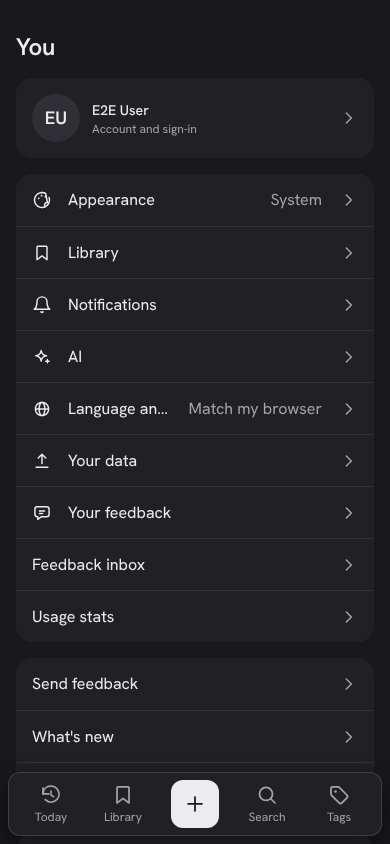 You
EU
E2E User
Account and sign-in
Appearance System
Library
Notifications
AI
Language an... Match my browser
Your data
Your feedback
Feedback inbox
Usage stats
Send feedback
What's new
Today Library Search Tags